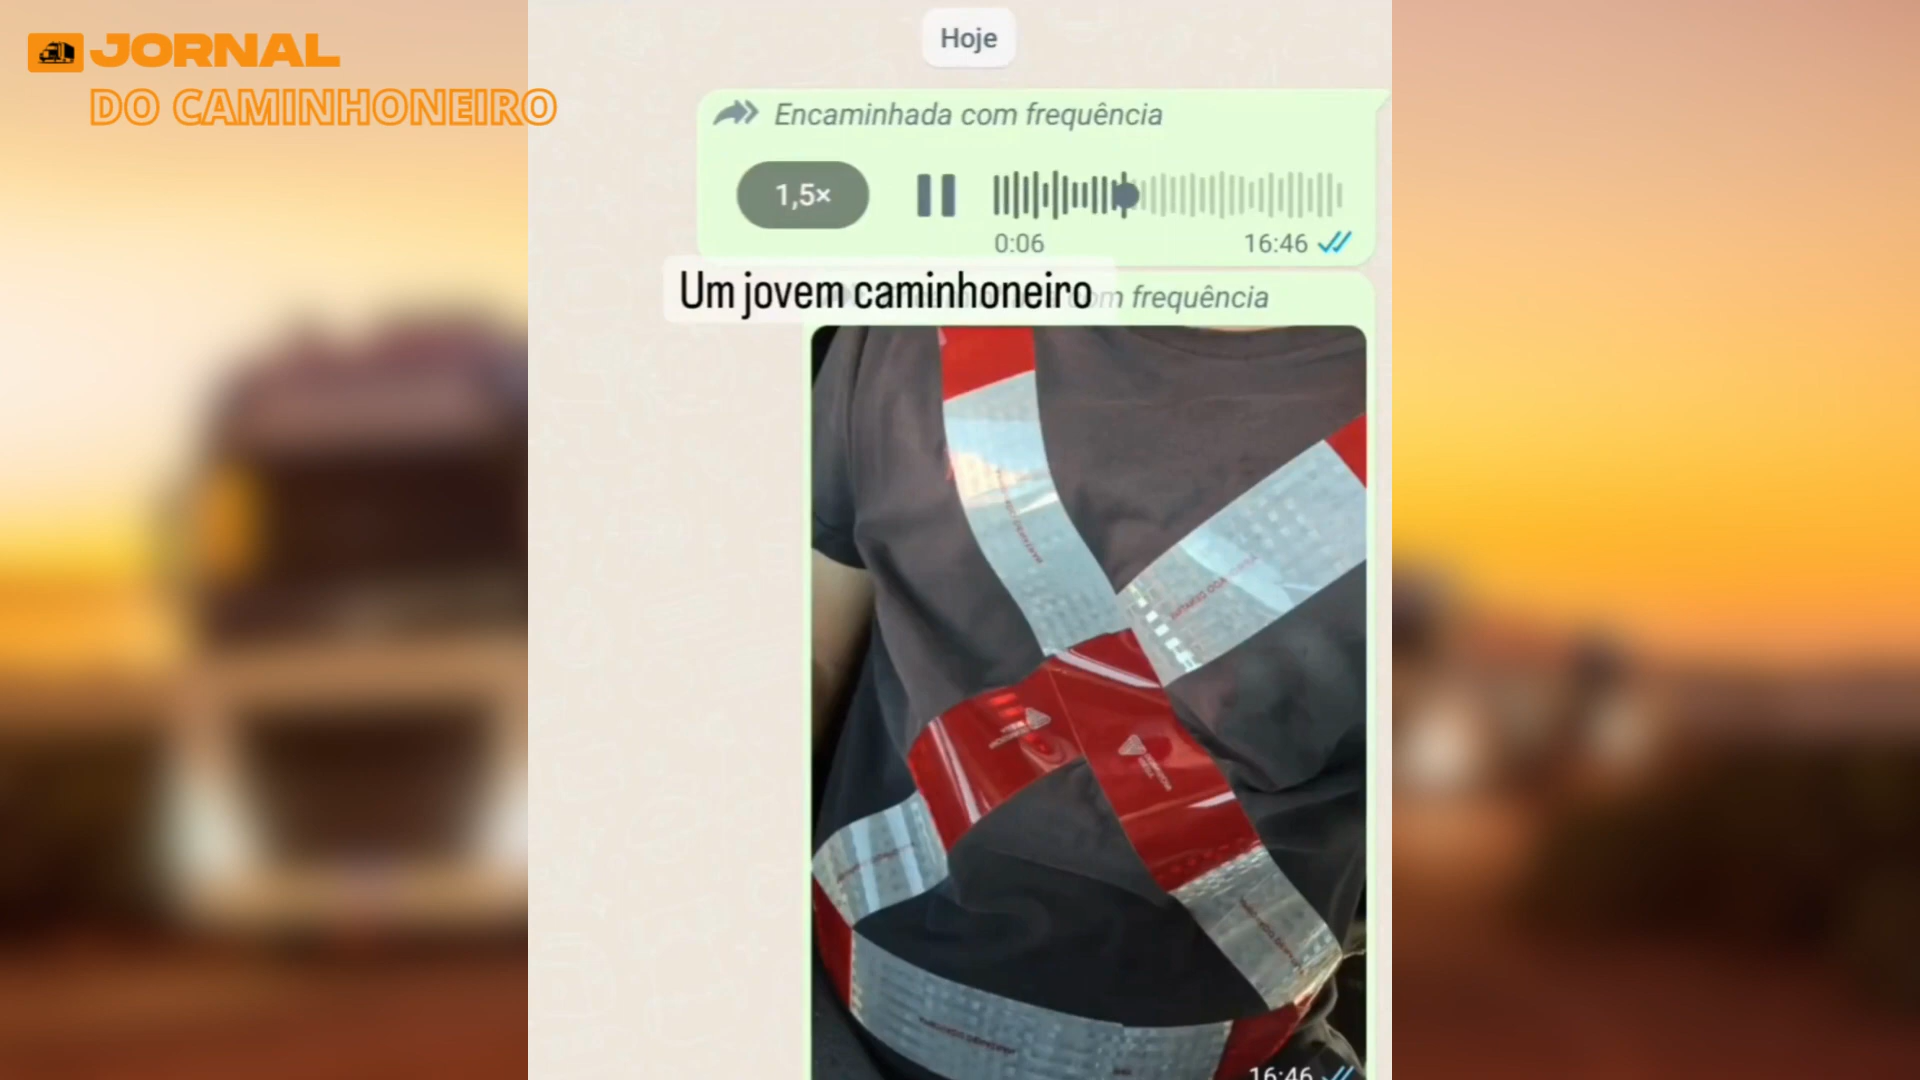 JORNAL
DO CAMINHONEIRO
Hoje
Encaminhada com frequência
1,5×
0:06
16:46
Um jovem caminhoneiro
com frequência
16:46